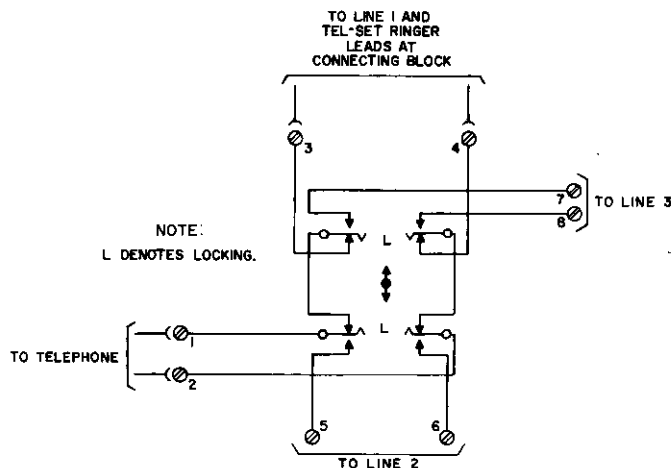 TO LINE 1 AND
TEL-SET RINGER
LEADS AT
CONNECTING BLOCK
3
4
7
TO LINE 3
8
NOTE:
L DENOTES LOCKING.
L
L
1
TO TELEPHONE
2
5
6
TO LINE 2